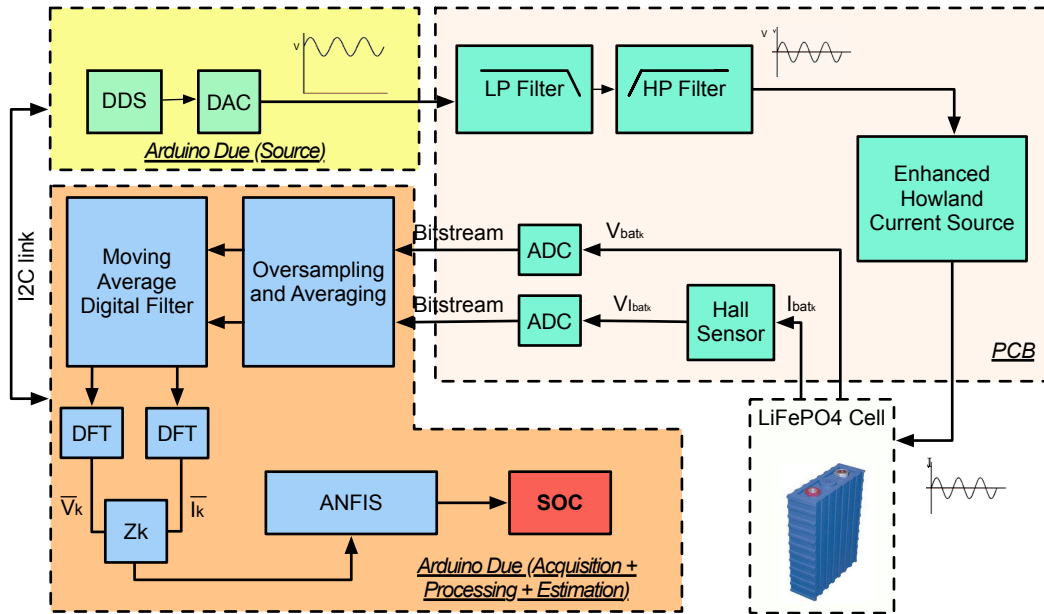 V
DDS
DAC
Arduino Due (Source)
LP Filter
HP Filter
V
v
Enhanced
Howland
Current Source
I2C link
Moving
Average
Digital Filter
Oversampling
and Averaging
Bitstream
ADC
Vbatk
Bitstream
ADC
VIbatk
Hall
Sensor
Ibatk
PCB
DFT
DFT
V̅k
I̅k
Zk
ANFIS
SOC
Arduino Due (Acquisition +
Processing + Estimation)
LiFePO4 Cell